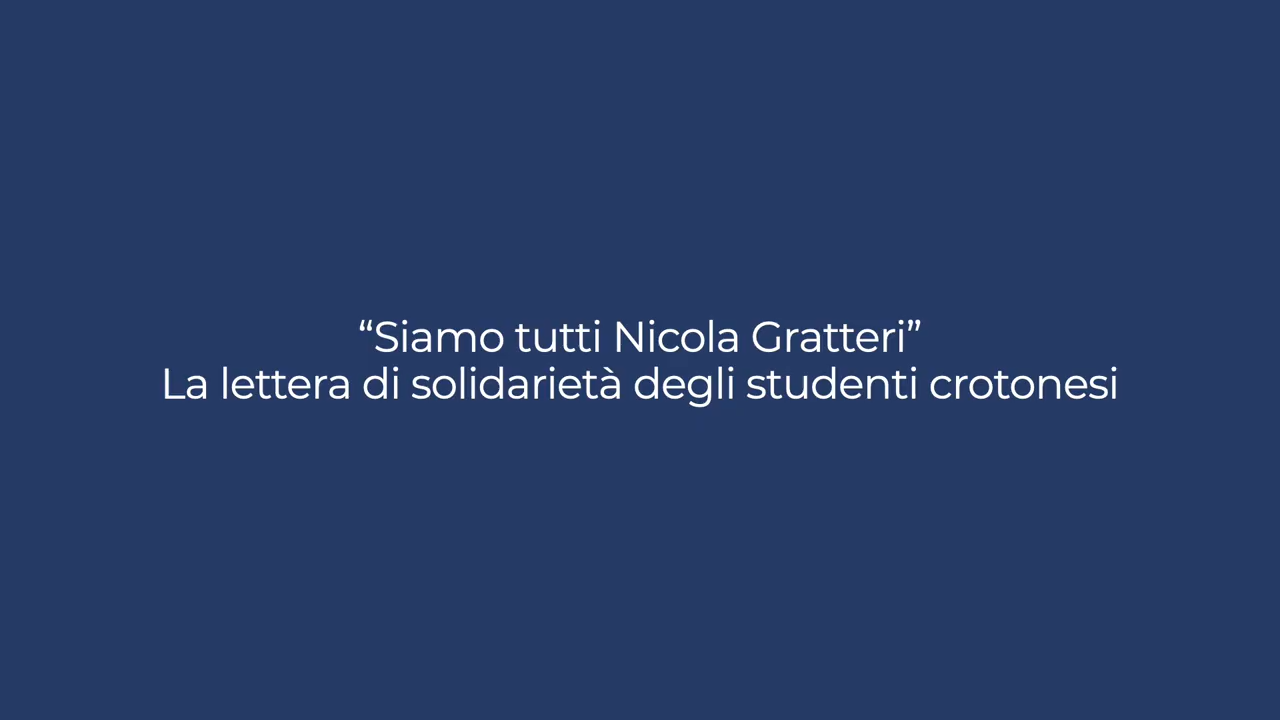 “Siamo tutti Nicola Gratteri”
La lettera di solidarietà degli studenti crotonesi